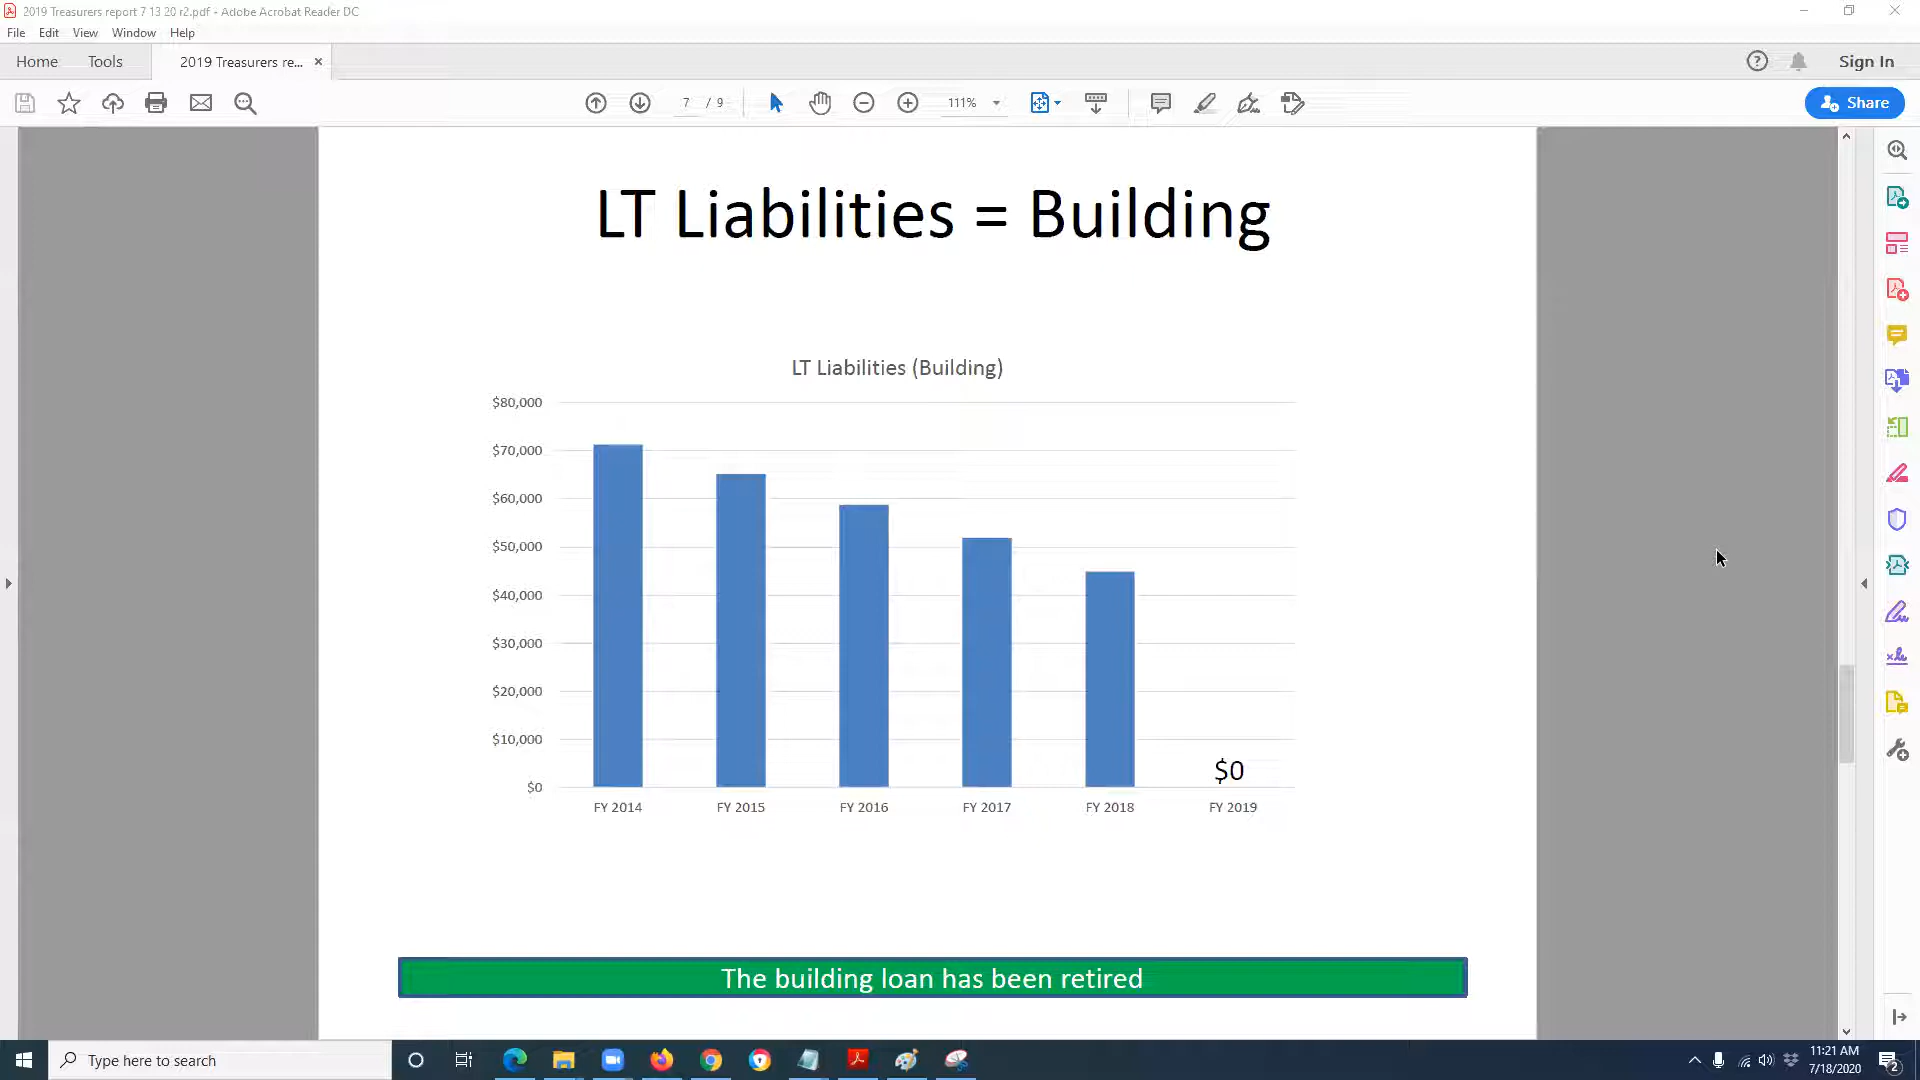 2019 Treasurers report 7 13 20 r2.pdf - Adobe Acrobat Reader DC
File Edit View Window Help
Home Tools 2019 Treasurers re... × Sign In
7 / 9 111% Share
LT Liabilities = Building
LT Liabilities (Building)
$80,000
$70,000
$60,000
$50,000
$40,000
$30,000
$20,000
$10,000
$0
$0
FY 2014 FY 2015 FY 2016 FY 2017 FY 2018 FY 2019
The building loan has been retired
Type here to search
11:21 AM
7/18/2020
2